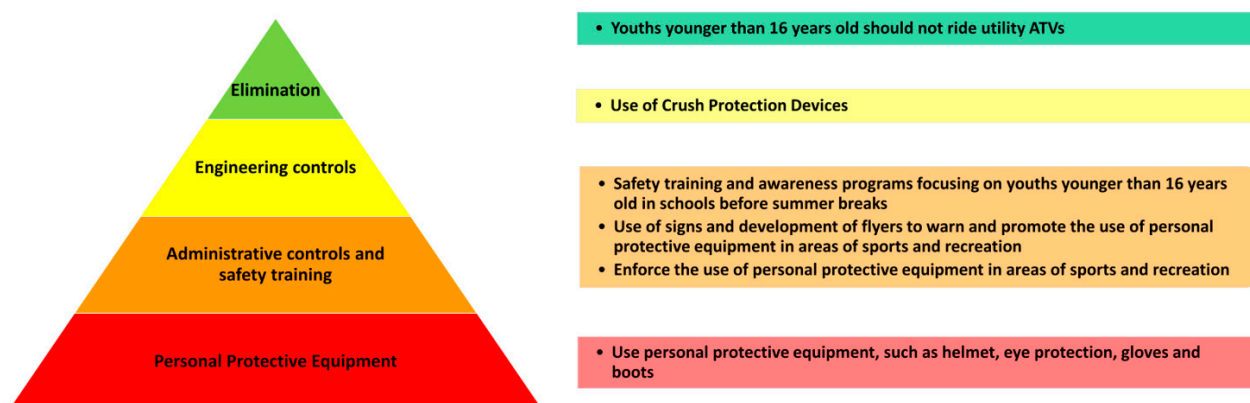 Elimination
Engineering controls
Administrative controls and
safety training
Personal Protective Equipment
• Youths younger than 16 years old should not ride utility ATVs
• Use of Crush Protection Devices
• Safety training and awareness programs focusing on youths younger than 16 years
old in schools before summer breaks
• Use of signs and development of flyers to warn and promote the use of personal
protective equipment in areas of sports and recreation
• Enforce the use of personal protective equipment in areas of sports and recreation
• Use personal protective equipment, such as helmet, eye protection, gloves and
boots